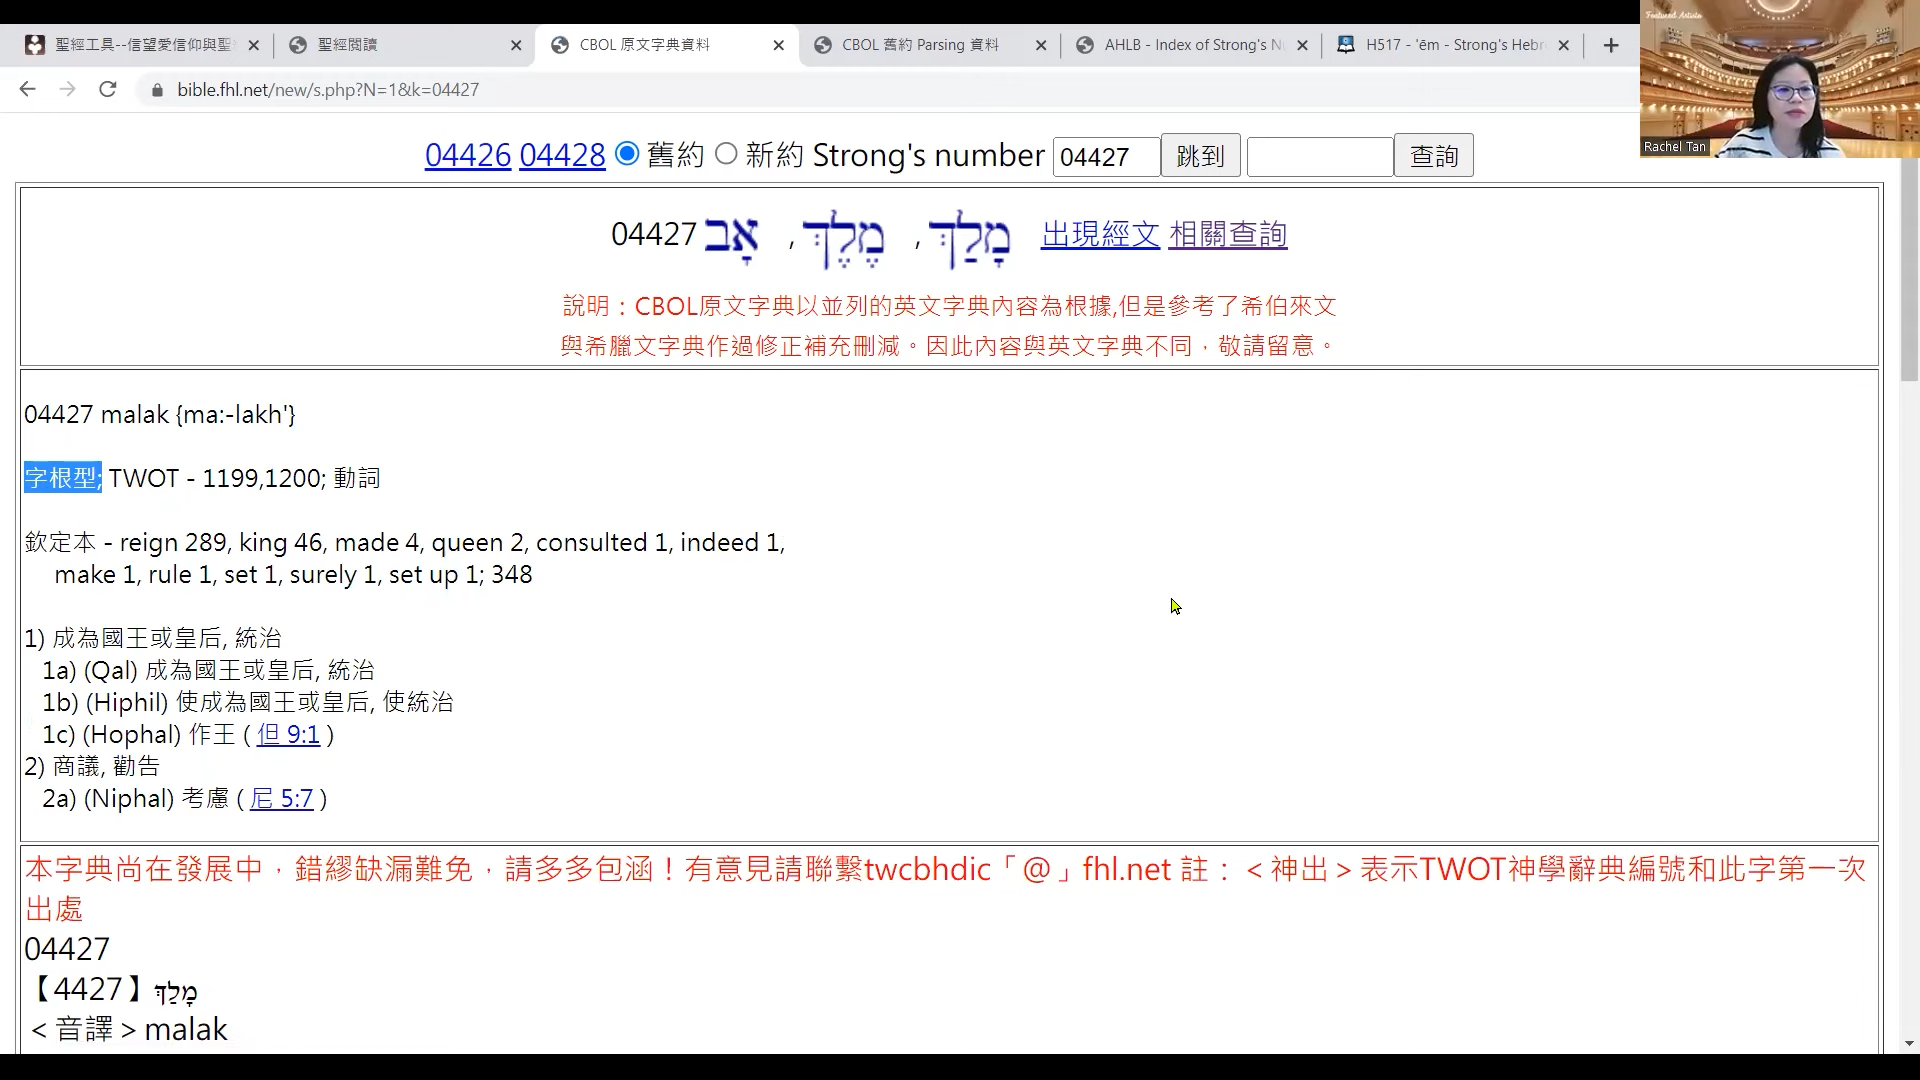 聖經工具--信望愛信仰與聖
聖經閱讀
CBOL 原文字典資料
CBOL 舊約 Parsing 資料
AHLB - Index of Strong's N
H517 - 'ēm - Strong's Hebr
bible.fhl.net/new/s.php?N=1&k=04427
Featured Artists
Rachel Tan
04426 04428 舊約 新約 Strong's number 04427 跳到 查詢
04427 אָב , מֶלֶךְ , מָלַךְ 出現經文 相關查詢
說明：CBOL原文字典以並列的英文字典內容為根據,但是參考了希伯來文
與希臘文字典作過修正補充刪減。因此內容與英文字典不同，敬請留意。
04427 malak {ma:-lakh'}
字根型; TWOT - 1199,1200; 動詞
欽定本 - reign 289, king 46, made 4, queen 2, consulted 1, indeed 1,
make 1, rule 1, set 1, surely 1, set up 1; 348
1) 成為國王或皇后, 統治
1a) (Qal) 成為國王或皇后, 統治
1b) (Hiphil) 使成為國王或皇后, 使統治
1c) (Hophal) 作王 ( 但 9:1 )
2) 商議, 勸告
2a) (Niphal) 考慮 ( 尼 5:7 )
本字典尚在發展中，錯繆缺漏難免，請多多包涵！有意見請聯繫twcbhdic「@」fhl.net 註：＜神出＞表示TWOT神學辭典編號和此字第一次
出處
04427
【4427】מָלַךְ
＜音譯＞malak